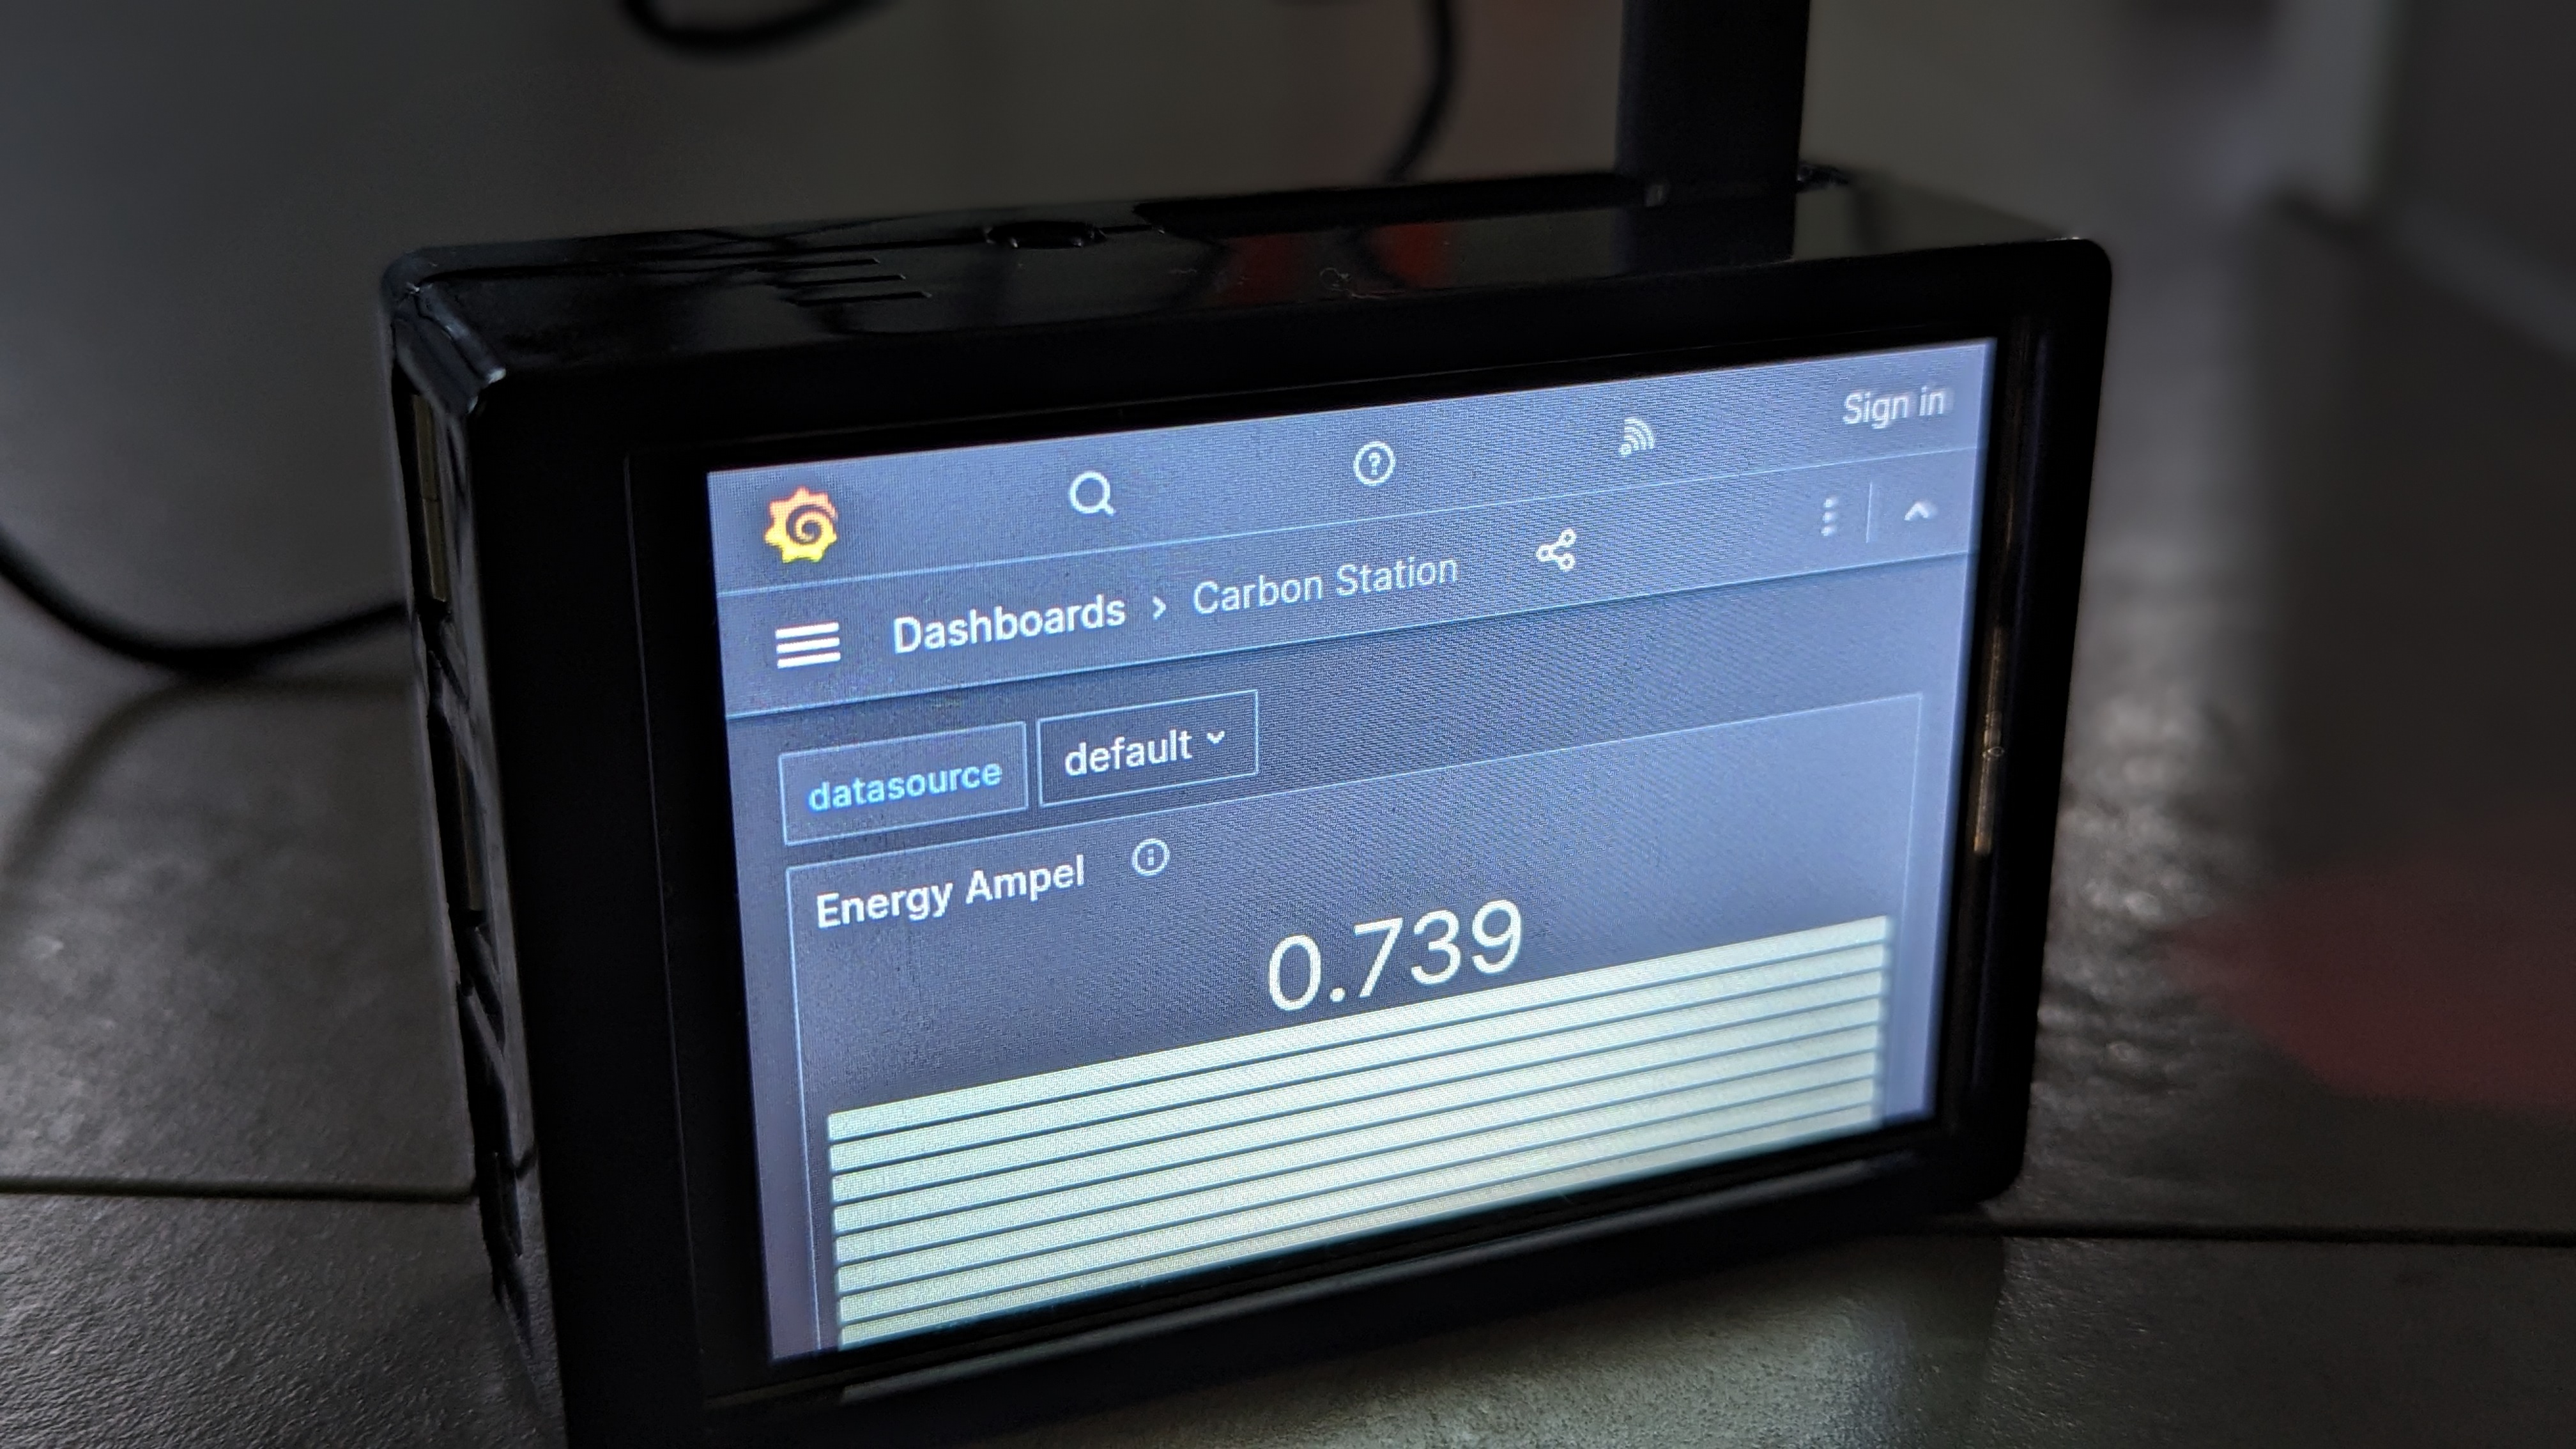 Sign in
Dashboards › Carbon Station
datasource default
Energy Ampel
0.739